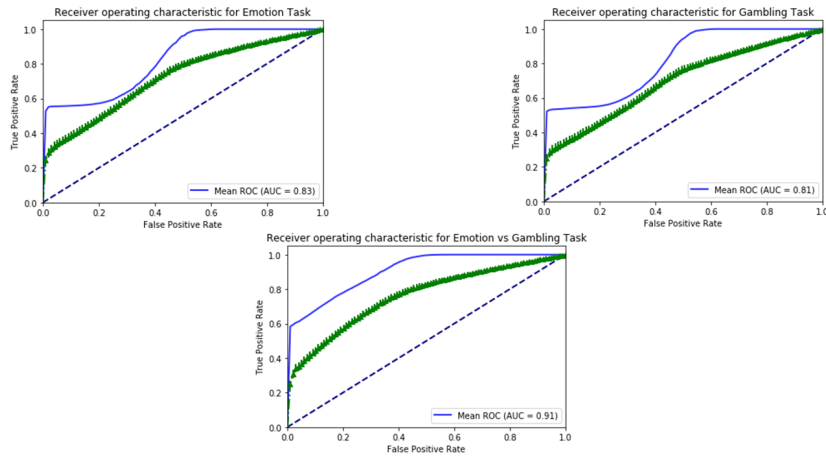 Receiver operating characteristic for Emotion Task
1.0
0.8
0.6
0.4
0.2
0.0
True Positive Rate
Mean ROC (AUC = 0.83)
0.0 0.2 0.4 0.6 0.8 1.0
False Positive Rate
Receiver operating characteristic for Gambling Task
1.0
0.8
0.6
0.4
0.2
0.0
True Positive Rate
Mean ROC (AUC = 0.81)
0.0 0.2 0.4 0.6 0.8 1.0
False Positive Rate
Receiver operating characteristic for Emotion vs Gambling Task
1.0
0.8
0.6
0.4
0.2
0.0
True Positive Rate
Mean ROC (AUC = 0.91)
0.0 0.2 0.4 0.6 0.8 1.0
False Positive Rate